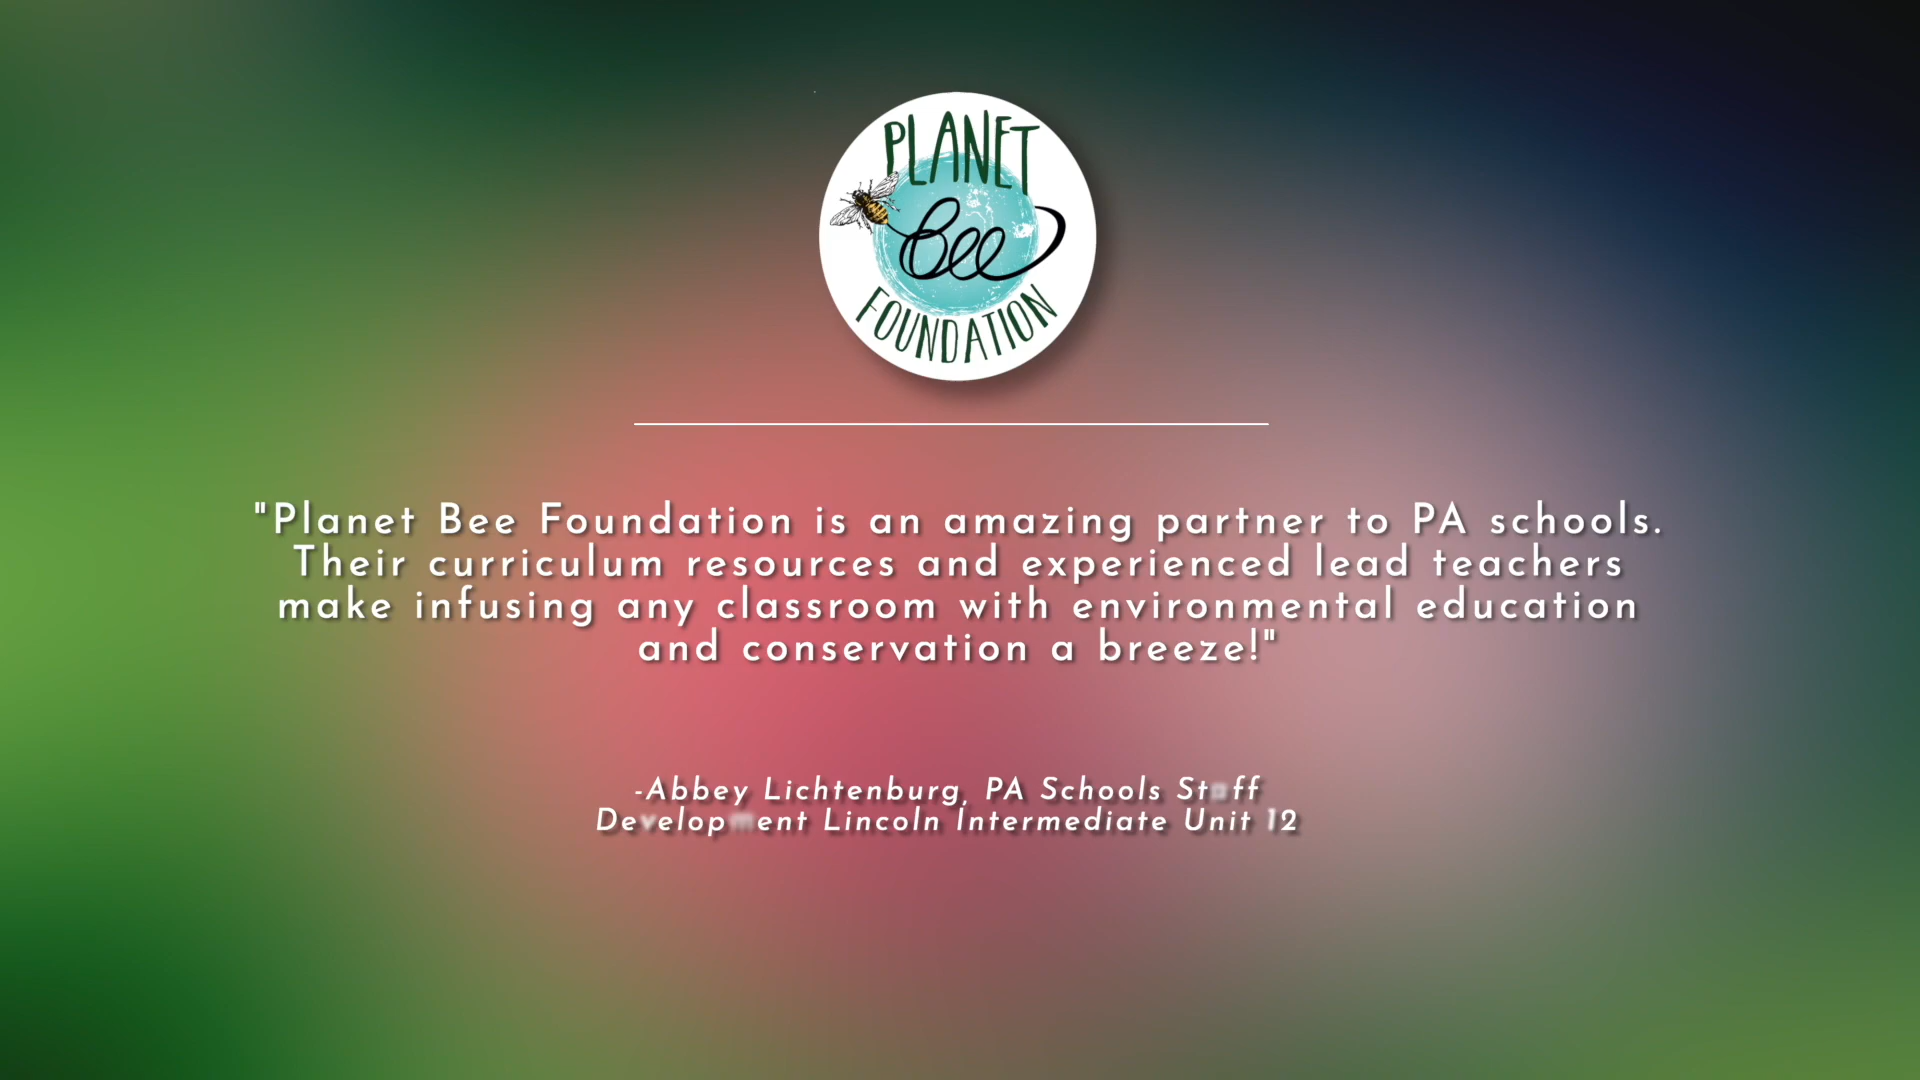 PLANET
Bee
FOUNDATION
"Planet Bee Foundation is an amazing partner to PA schools.
Their curriculum resources and experienced lead teachers
make infusing any classroom with environmental education
and conservation a breeze!"
-Abbey Lichtenburg, PA Schools Staff
Development Lincoln Intermediate Unit 12